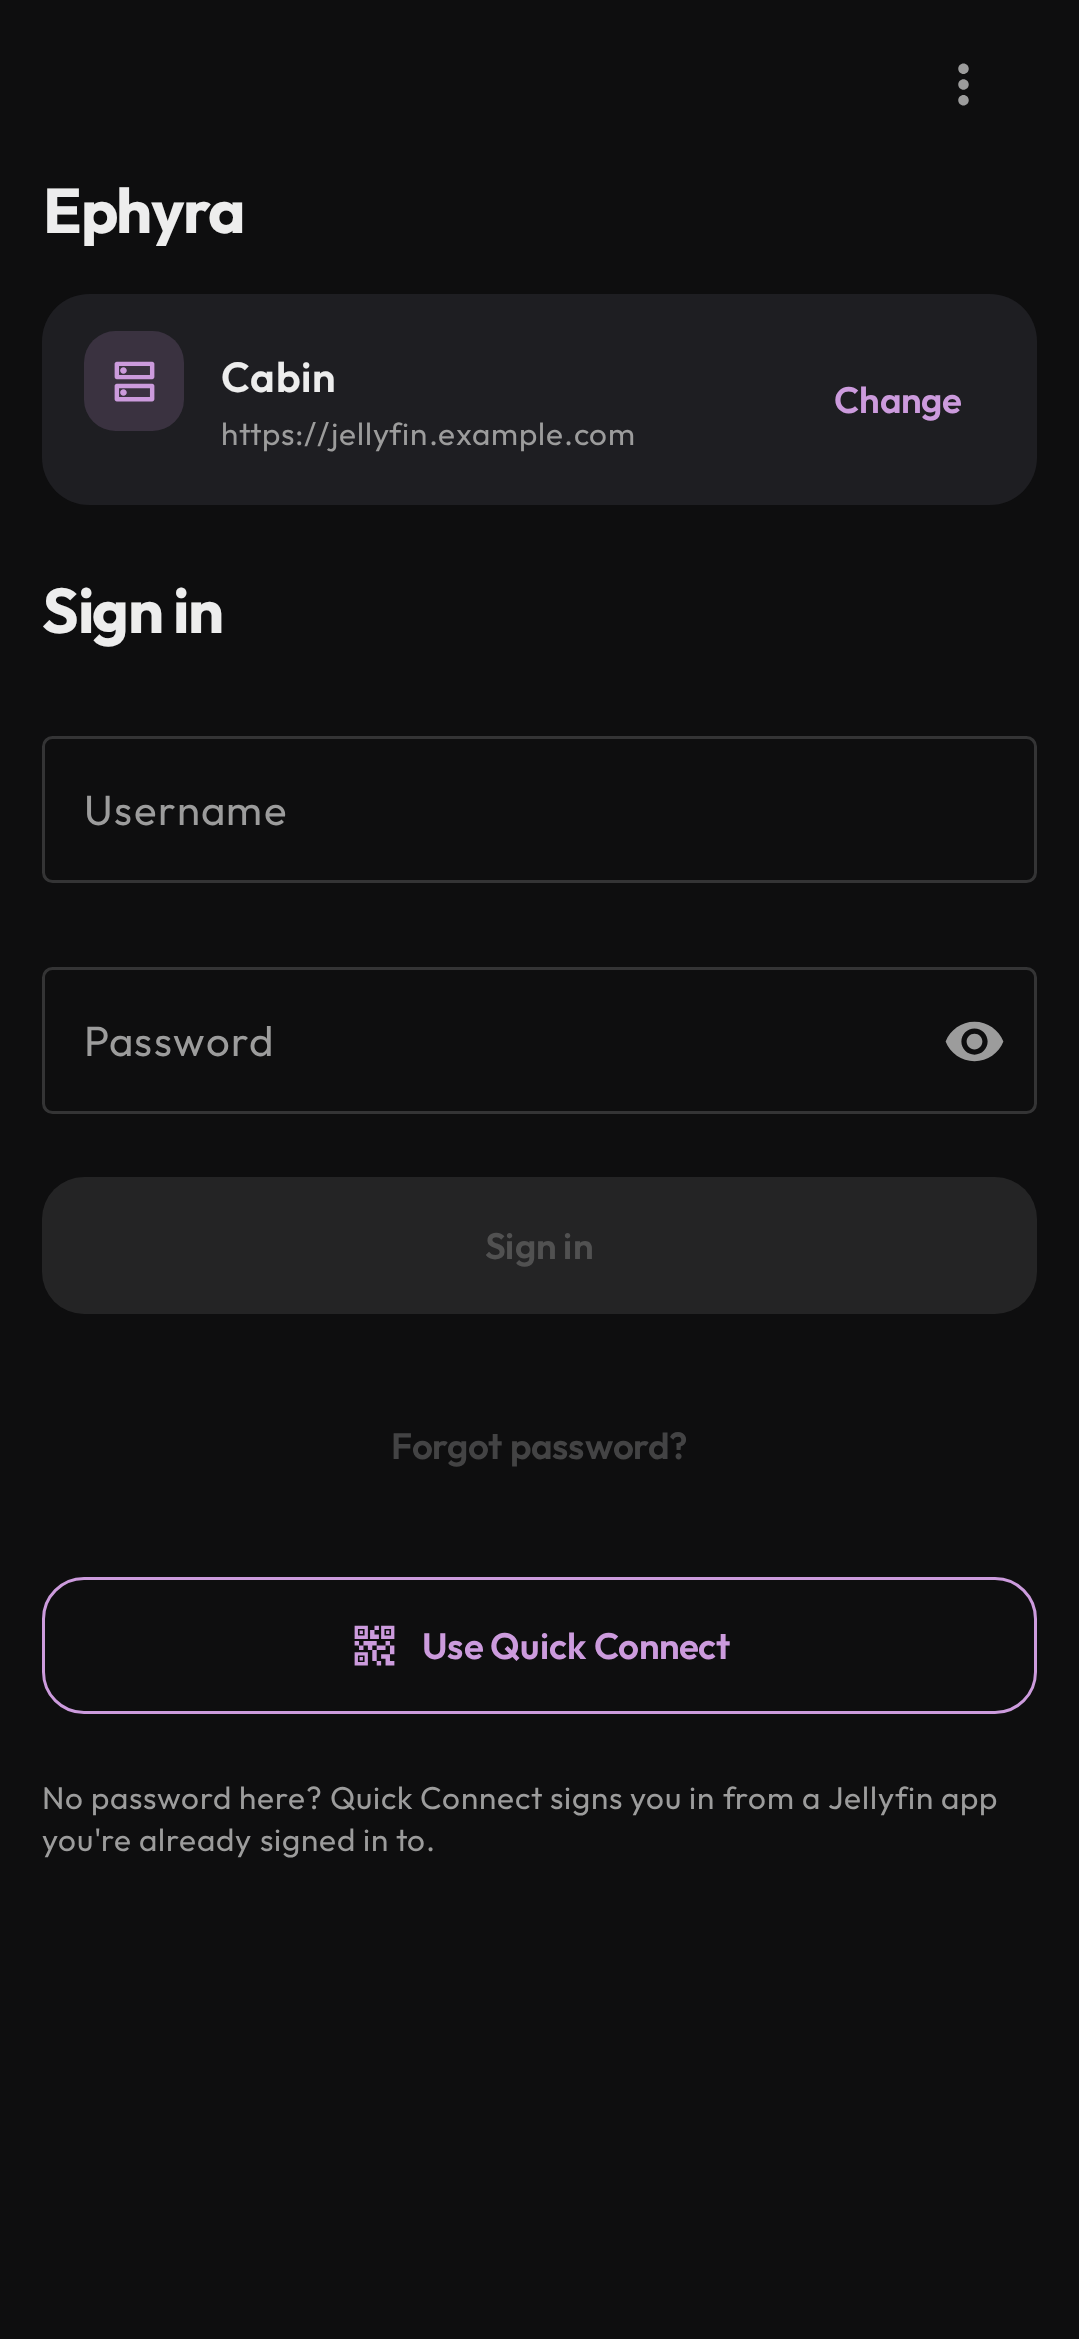 Ephyra
Cabin
https://jellyfin.example.com
Change
Sign in
Username
Password
Sign in
Forgot password?
Use Quick Connect
No password here? Quick Connect signs you in from a Jellyfin app
you're already signed in to.